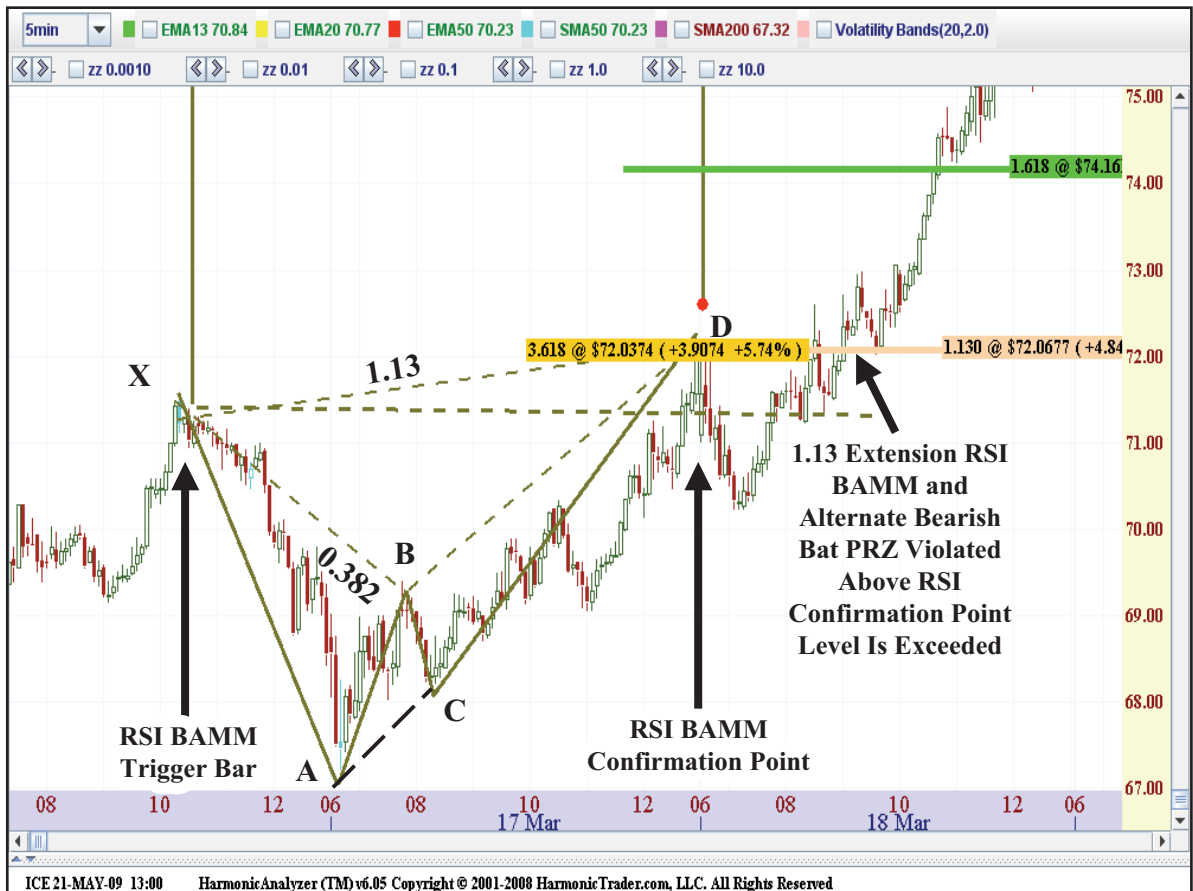 5min EMA13 70.84 EMA20 70.77 EMA50 70.23 SMA50 70.23 SMA200 67.32 Volatility Bands(20,2.0)
zz 0.0010 zz 0.01 zz 0.1 zz 1.0 zz 10.0
75.00
1.618 @ $74.16
74.00
73.00
D
3.618 @ $72.0374 ( +3.9074 +5.74% )
1.130 @ $72.0677 ( +4.84
72.00
X
1.13
71.00
1.13 Extension RSI
BAMM and
Alternate Bearish
Bat PRZ Violated
Above RSI
Confirmation Point
Level Is Exceeded
70.00
B
0.382
69.00
C
68.00
RSI BAMM
Trigger Bar
A
RSI BAMM
Confirmation Point
67.00
08 10 12 06 08 10 12 06 08 10 12 06
17 Mar 18 Mar
ICE 21-MAY-09 13:00 HarmonicAnalyzer (TM) v6.05 Copyright © 2001-2008 HarmonicTrader.com, LLC. All Rights Reserved